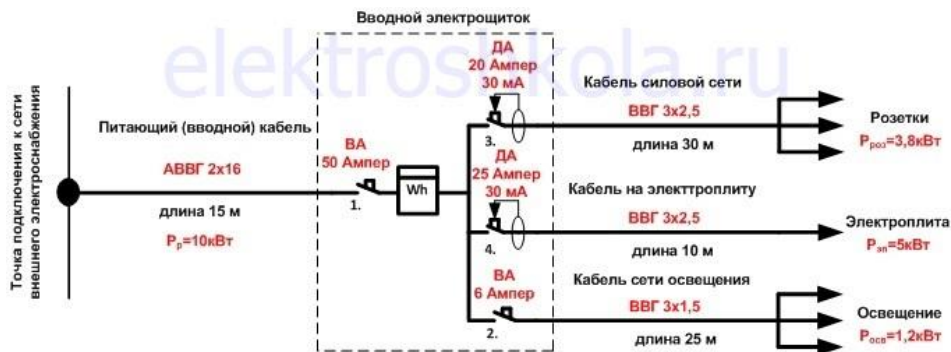 Вводной электрощиток
elektroshkola.ru
Точка подключения к сети
внешнего электроснабжения
Питающий (вводной) кабель
АВВГ 2х16
длина 15 м
Рр=10кВт
ВА
50 Ампер
1.
Wh
ДА
20 Ампер
30 мА
3.
Кабель силовой сети
ВВГ 3х2,5
длина 30 м
Розетки
Рроз=3,8кВт
ДА
25 Ампер
30 мА
4.
Кабель на электтроплиту
ВВГ 3х2,5
длина 10 м
Электроплита
Рэп=5кВт
ВА
6 Ампер
2.
Кабель сети освещения
ВВГ 3х1,5
длина 25 м
Освещение
Росв=1,2кВт